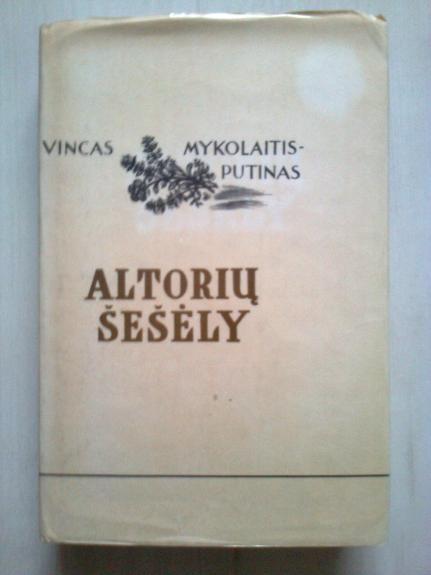 VINCAS MYKOLAITIS-
PUTINAS
ALTORIŲ
ŠEŠĖLY